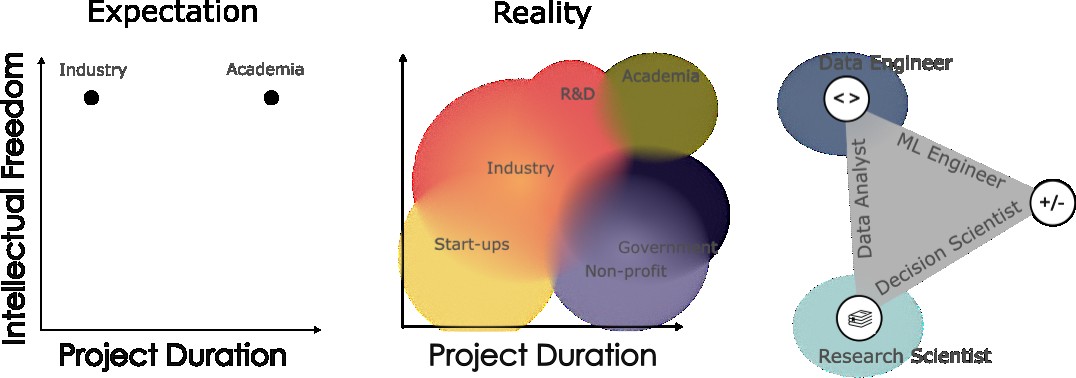 Expectation
Intellectual Freedom
Industry
Academia
Project Duration
Reality
R&D
Academia
Industry
Start-ups
Government
Non-profit
Project Duration
Data Engineer
<>
ML Engineer
+/-
Data Analyst
Decision Scientist
Research Scientist